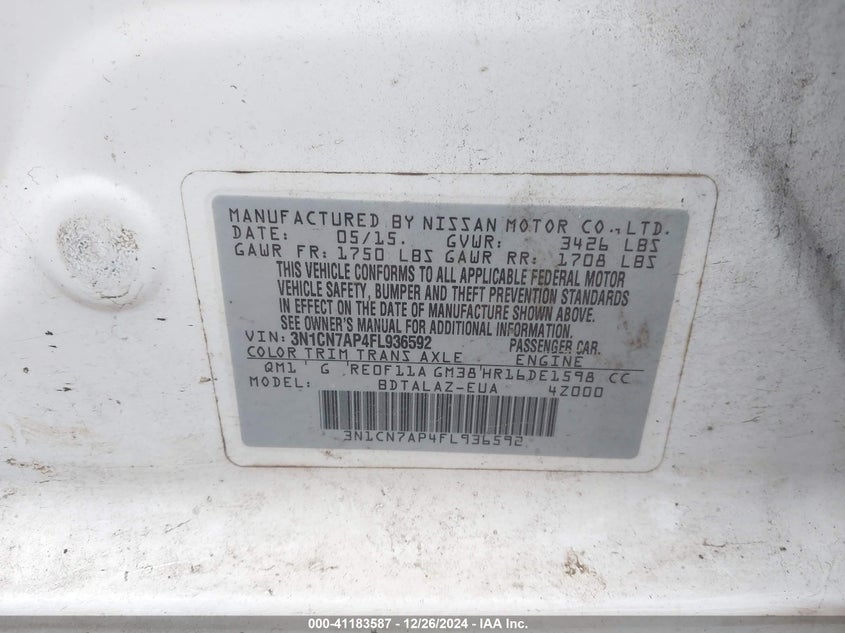 MANUFACTURED BY NISSAN MOTOR CO., LTD.
DATE: 05/15. GVWR: 3426 LBS
GAWR FR: 1750 LBS GAWR RR: 1708 LBS
THIS VEHICLE CONFORMS TO ALL APPLICABLE FEDERAL MOTOR
VEHICLE SAFETY, BUMPER AND THEFT PREVENTION STANDARDS
IN EFFECT ON THE DATE OF MANUFACTURE SHOWN ABOVE.
SEE OWNER'S MANUAL FOR ADDITIONAL INFORMATION.
VIN: 3N1CN7AP4FL936592 PASSENGER CAR.
COLOR TRIM TRANS AXLE ENGINE
QM1 G RE0F11A GM38 HR16DE1598 CC
MODEL: BDTALAZ-EUA 4Z000
3N1CN7AP4FL936592
000-41183587 - 12/26/2024 - IAA Inc.